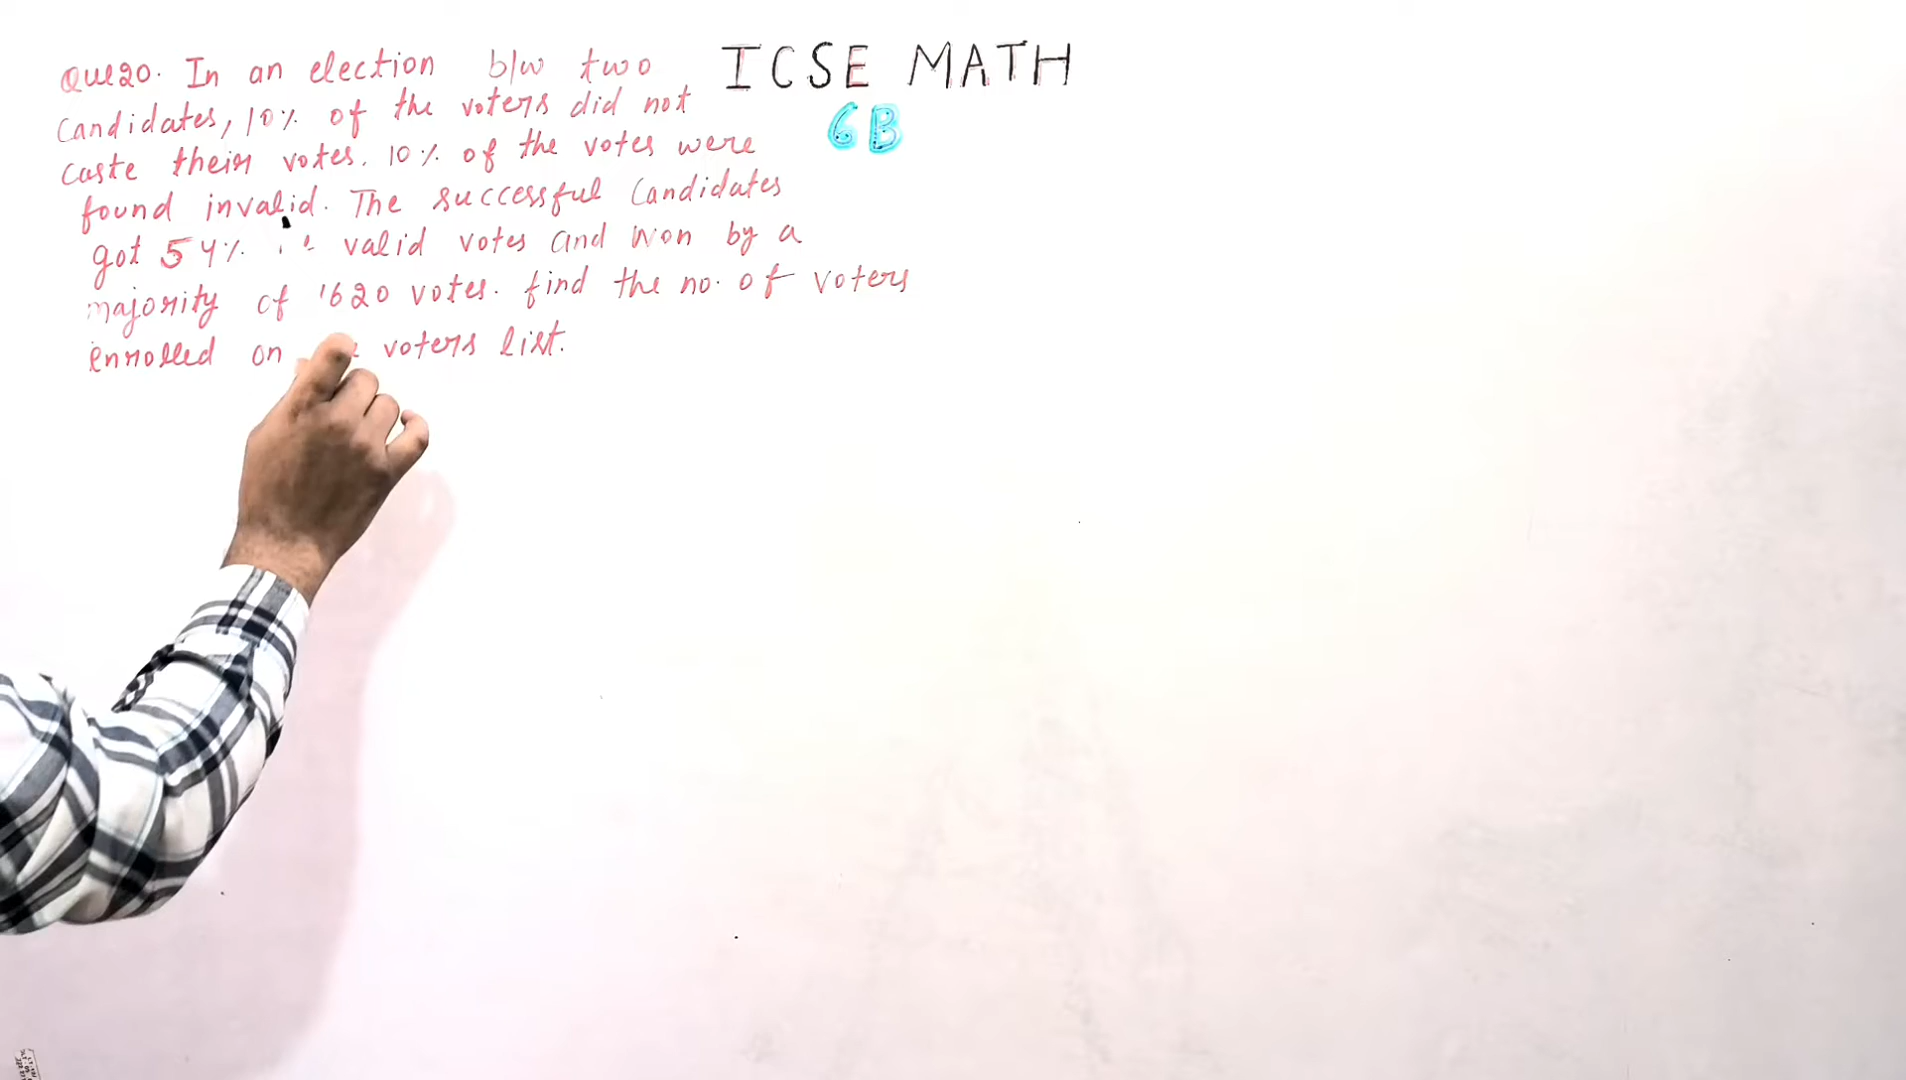 Que20. In an election b/w two
candidates, 10% of the voters did not
caste their votes. 10% of the votes were
found invalid. The successful candidates
got 54% valid votes and won by a
majority of 1620 votes. find the no. of voters
enrolled on voters list.
ICSE MATH
6B